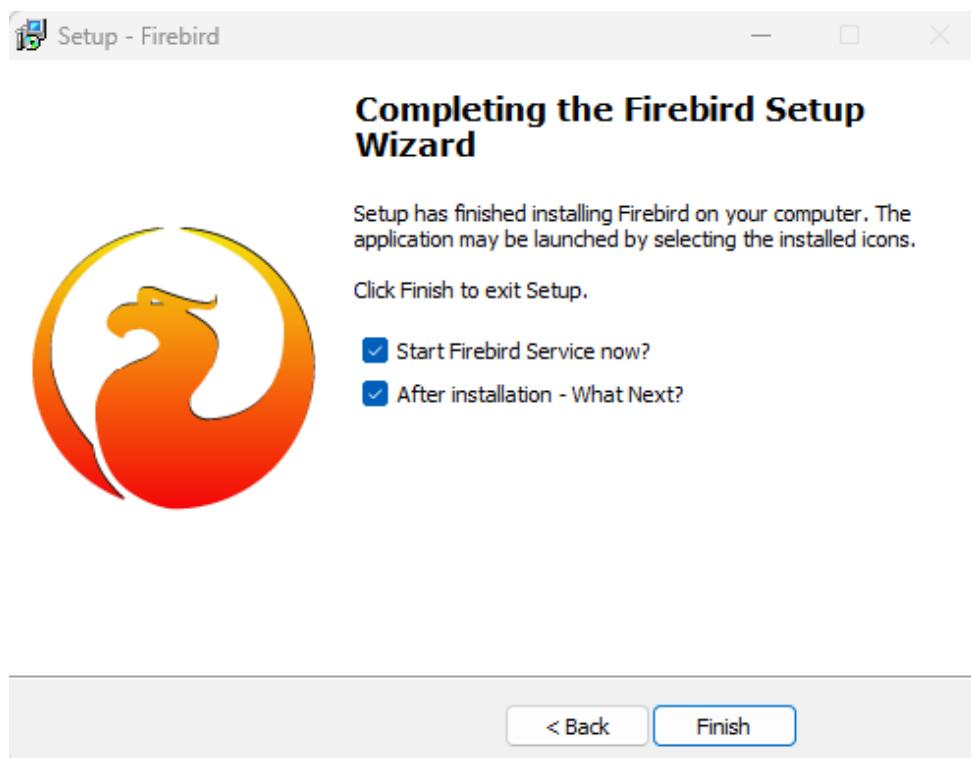 Setup - Firebird
Completing the Firebird Setup
Wizard
Setup has finished installing Firebird on your computer. The
application may be launched by selecting the installed icons.
Click Finish to exit Setup.
Start Firebird Service now?
After installation - What Next?
< Back
Finish